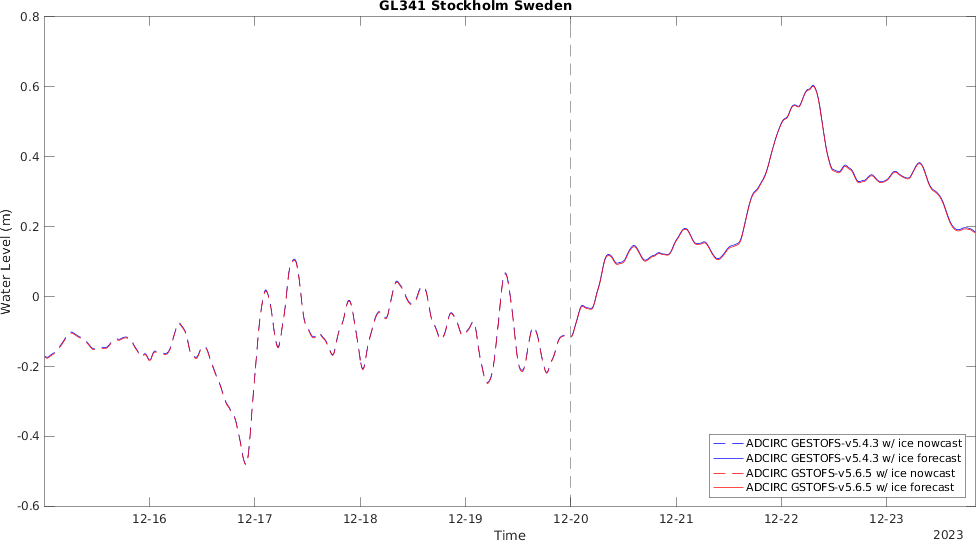 GL341 Stockholm Sweden
0.8
0.6
0.4
0.2
0
-0.2
-0.4
-0.6
Water Level (m)
12-16 12-17 12-18 12-19 12-20 12-21 12-22 12-23
Time
2023
ADCIRC GESTOFS-v5.4.3 w/ ice nowcast
ADCIRC GESTOFS-v5.4.3 w/ ice forecast
ADCIRC GSTOFS-v5.6.5 w/ ice nowcast
ADCIRC GSTOFS-v5.6.5 w/ ice forecast